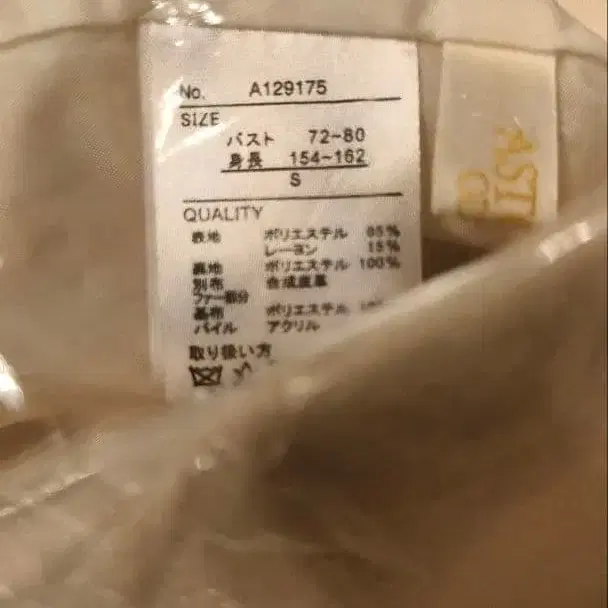 No. A129175
SIZE
バスト 72~80
身長 154~162
S
QUALITY
表地 ポリエステル 85%
レーヨン 15%
裏地 ポリエステル 100%
別布 合成皮革
ファー部分
基布 ポリエステル
パイル アクリル
取り扱い方
ASTI